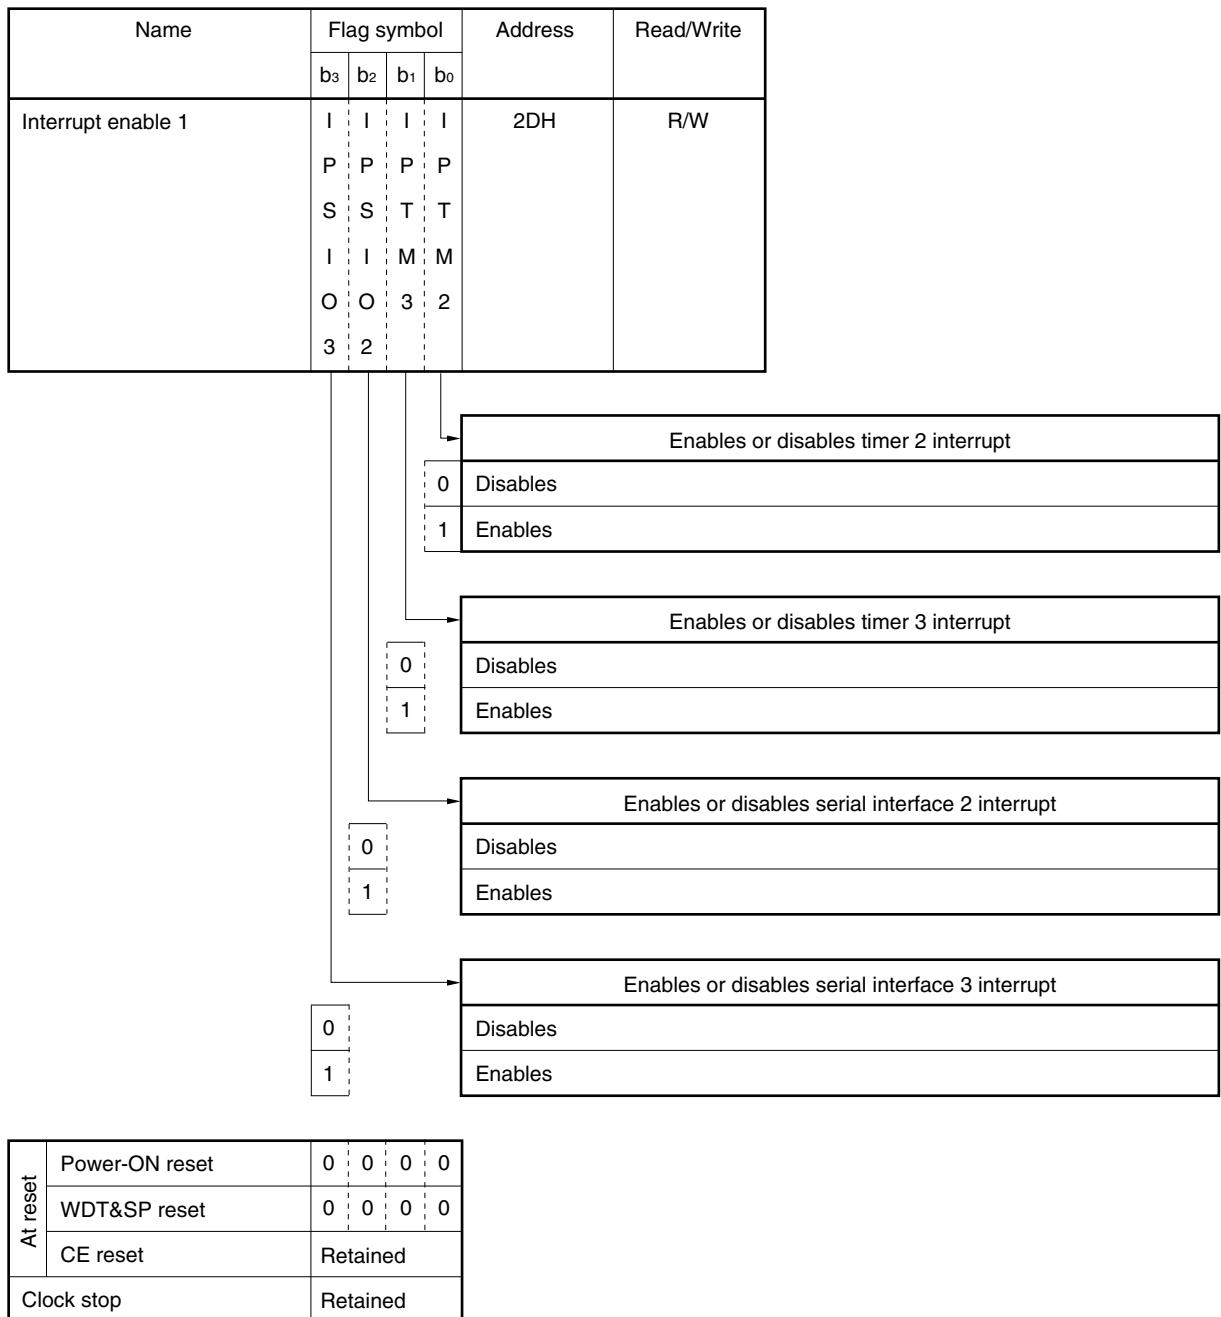 Name Flag symbol Address Read/Write
b3 b2 b1 b0
Interrupt enable 1 I I I I 2DH R/W
P P P P
S S T T
I I M M
O O 3 2
3 2
Enables or disables timer 2 interrupt
0 Disables
1 Enables
Enables or disables timer 3 interrupt
0 Disables
1 Enables
Enables or disables serial interface 2 interrupt
0 Disables
1 Enables
Enables or disables serial interface 3 interrupt
0 Disables
1 Enables
At reset
Power-ON reset 0 0 0 0
WDT&SP reset 0 0 0 0
CE reset Retained
Clock stop Retained